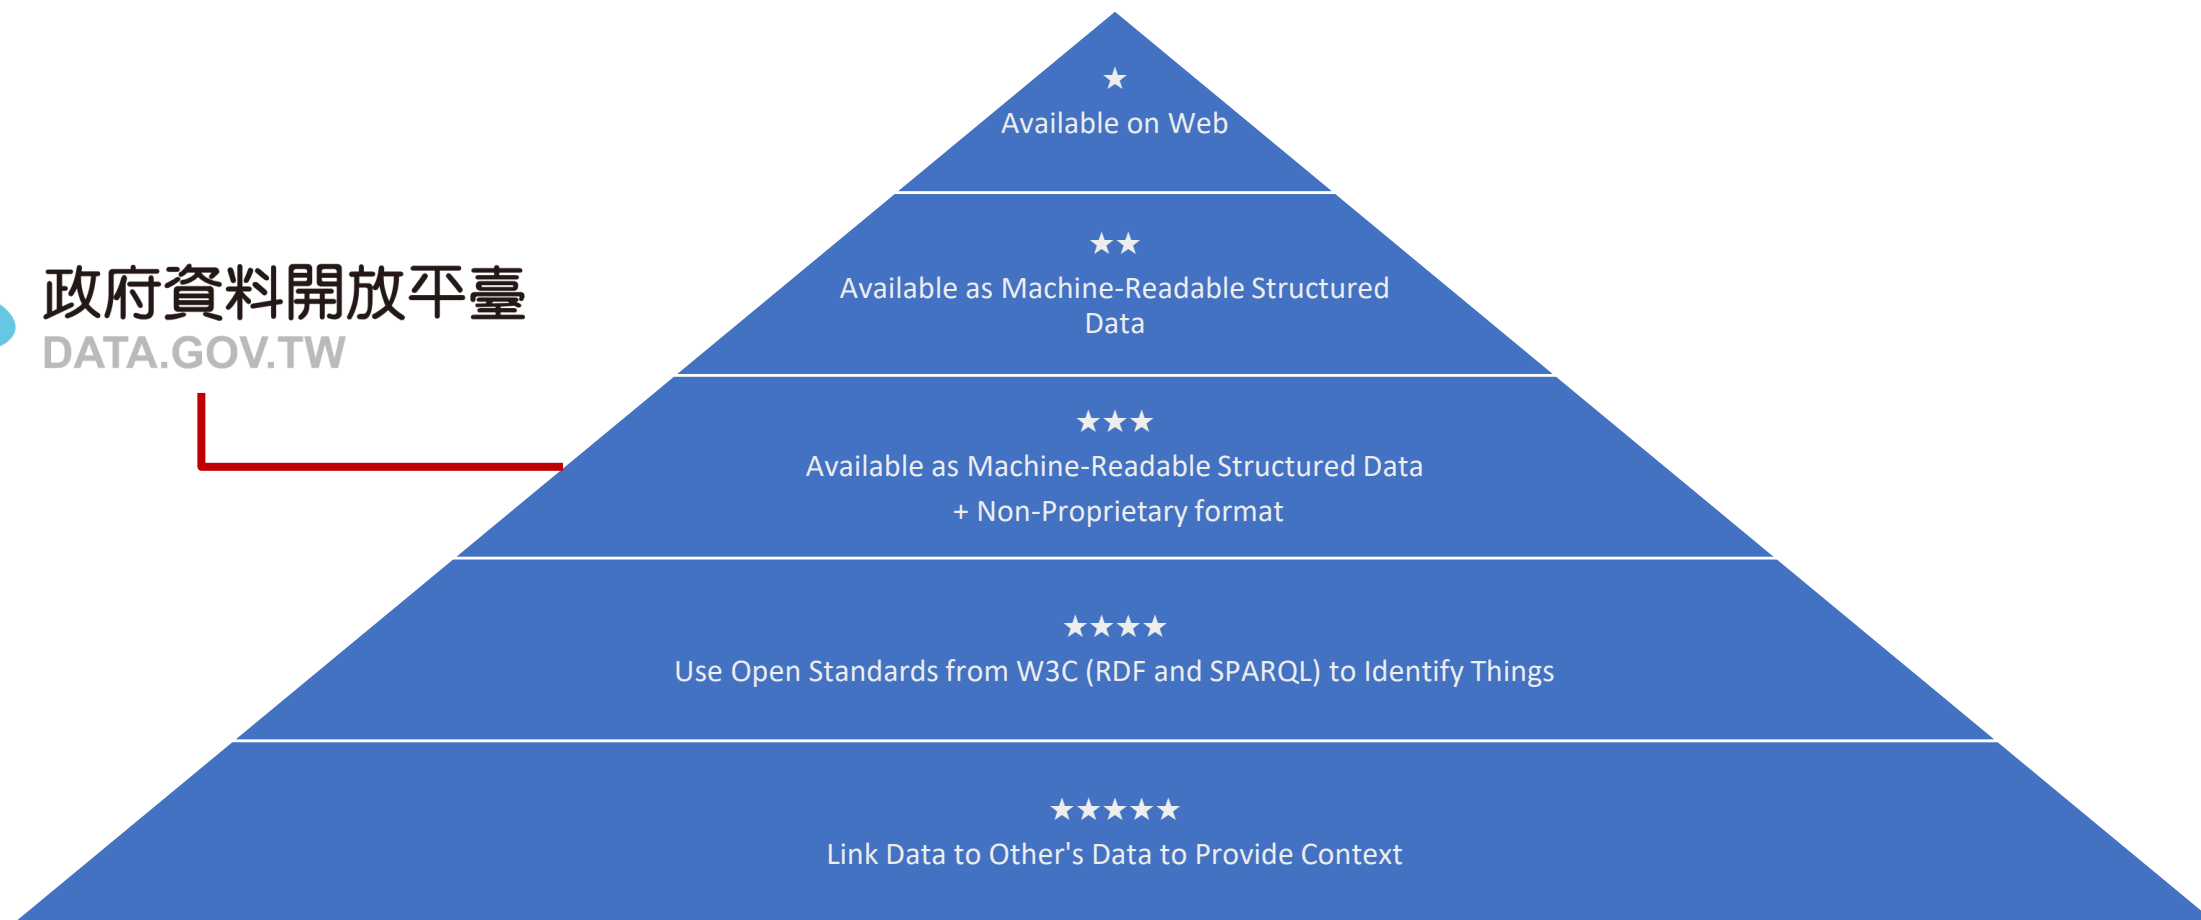 ★
Available on Web
★★
Available as Machine-Readable Structured
Data
政府資料開放平臺
DATA.GOV.TW
★★★
Available as Machine-Readable Structured Data
+ Non-Proprietary format
★★★★
Use Open Standards from W3C (RDF and SPARQL) to Identify Things
★★★★★
Link Data to Other's Data to Provide Context